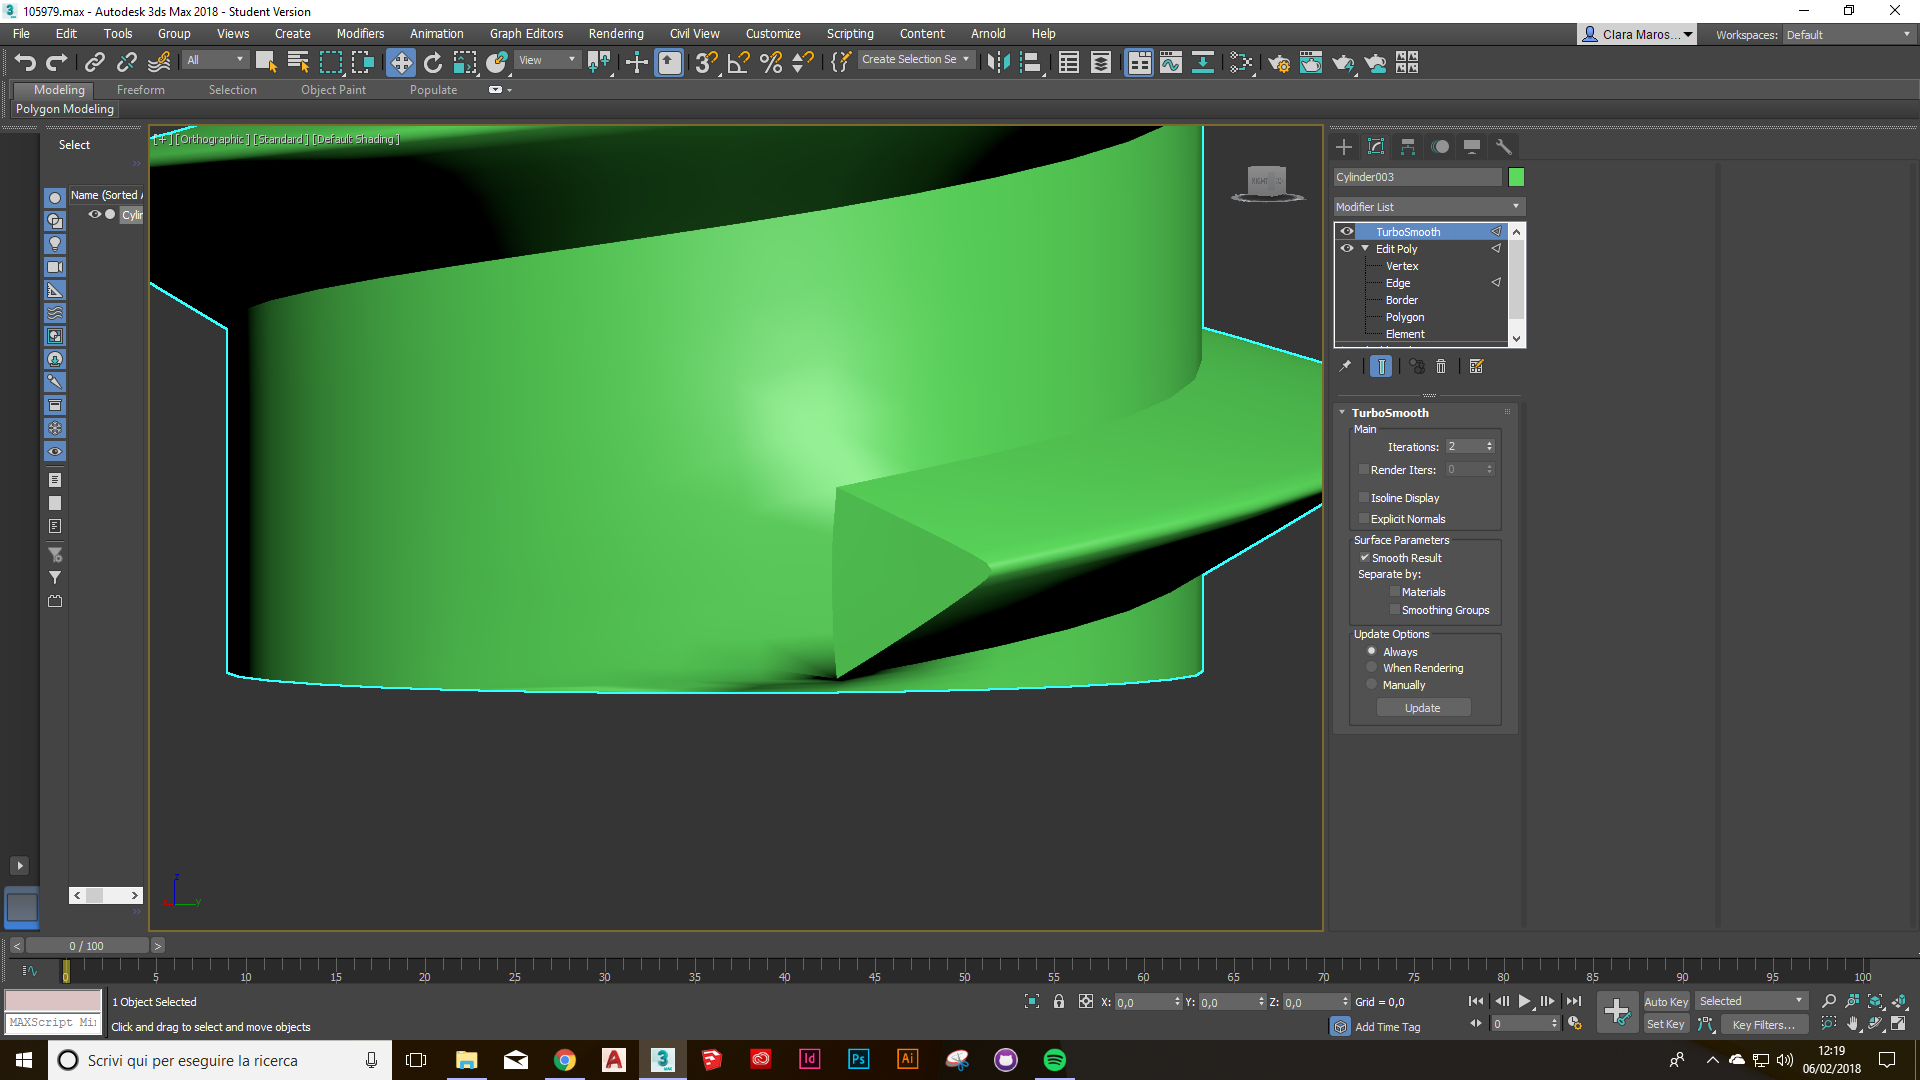 105979.max - Autodesk 3ds Max 2018 - Student Version
File Edit Tools Group Views Create Modifiers Animation Graph Editors Rendering Civil View Customize Scripting Content Arnold Help
Clara Maros... Workspaces: Default
All View Create Selection Se
Modeling Freeform Selection Object Paint Populate
Polygon Modeling
Select
Name (Sorted A
Cylin
[+] [Orthographic] [Standard] [Default Shading]
RIGHT
Cylinder003
Modifier List
TurboSmooth
Edit Poly
Vertex
Edge
Border
Polygon
Element
TurboSmooth
Main
Iterations: 2
Render Iters: 0
Isoline Display
Explicit Normals
Surface Parameters
Smooth Result
Separate by:
Materials
Smoothing Groups
Update Options
Always
When Rendering
Manually
Update
z
x
y
< 0 / 100 >
0 5 10 15 20 25 30 35 40 45 50 55 60 65 70 75 80 85 90 95 100
1 Object Selected
X: 0,0 Y: 0,0 Z: 0,0 Grid = 0,0
Auto Key Selected
MAXScript Mi
Click and drag to select and move objects
Add Time Tag
0
Set Key Key Filters...
Scrivi qui per eseguire la ricerca
12:19
06/02/2018